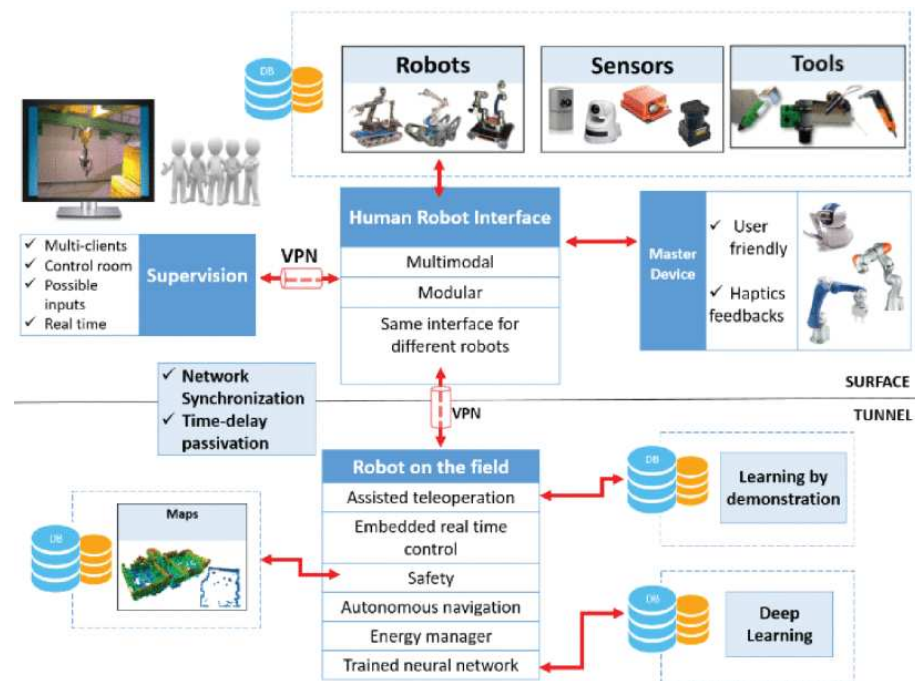 DB
Robots
Sensors
Tools
✓ Multi-clients
✓ Control room
✓ Possible
inputs
✓ Real time
Supervision
VPN
Human Robot Interface
Multimodal
Modular
Same interface for
different robots
Master
Device
✓ User
friendly
✓ Haptics
feedbacks
SURFACE
✓ Network
Synchronization
✓ Time-delay
passivation
VPN
TUNNEL
Robot on the field
Assisted teleoperation
Embedded real time
control
Safety
Autonomous navigation
Energy manager
Trained neural network
DB
Learning by
demonstration
DB
Maps
DB
Deep
Learning